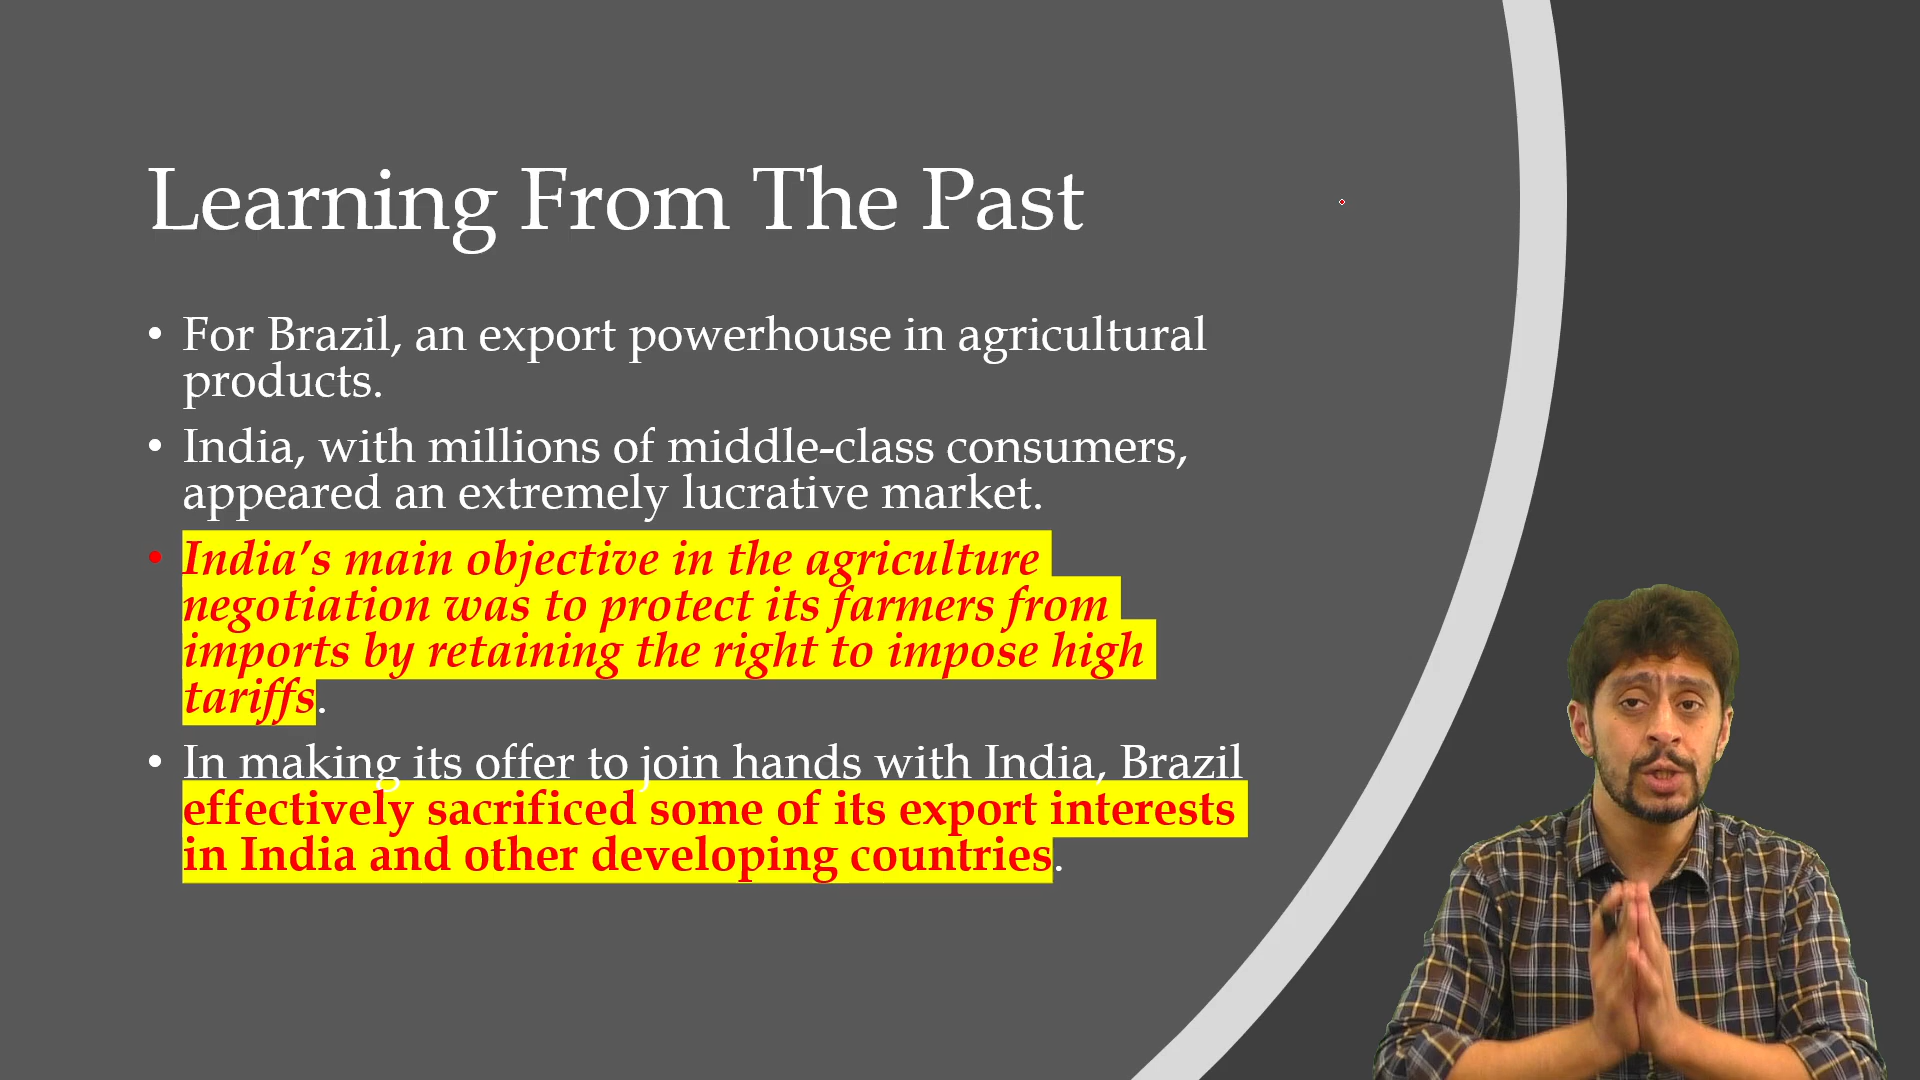 Learning From The Past
• For Brazil, an export powerhouse in agricultural
products.
• India, with millions of middle-class consumers,
appeared an extremely lucrative market.
• India’s main objective in the agriculture
negotiation was to protect its farmers from
imports by retaining the right to impose high
tariffs.
• In making its offer to join hands with India, Brazil
effectively sacrificed some of its export interests
in India and other developing countries.